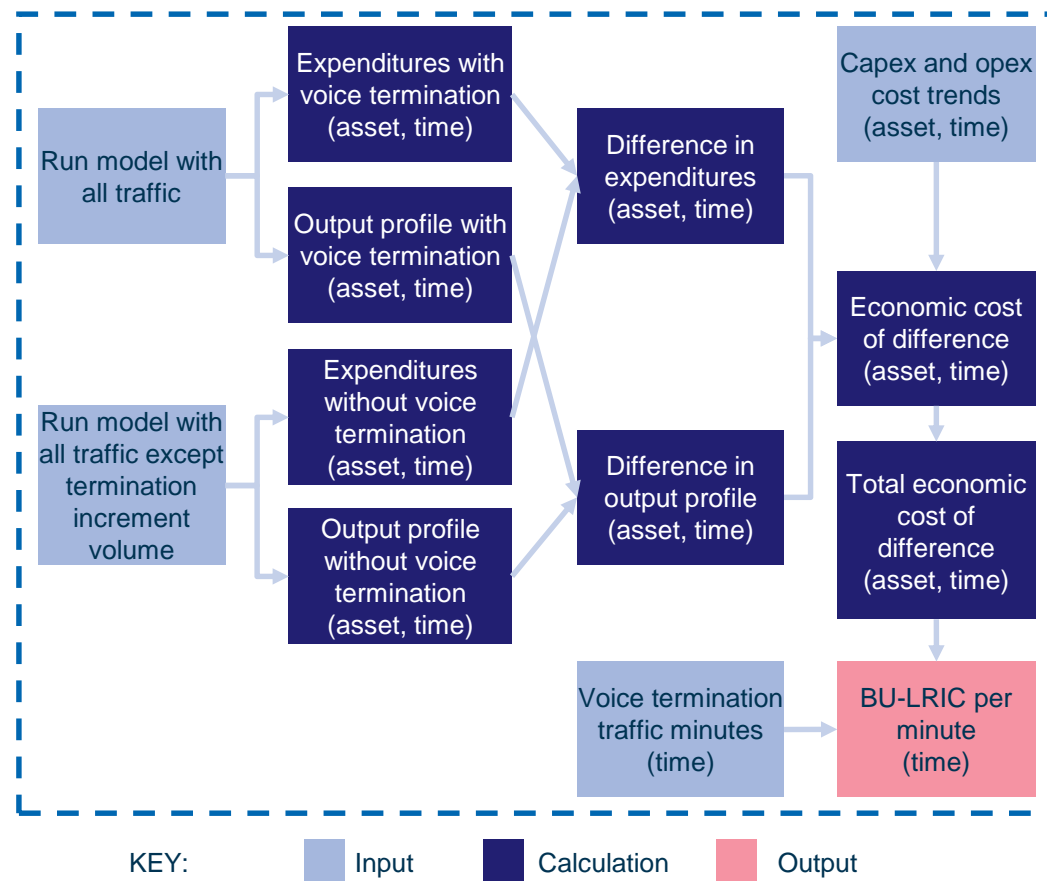 Run model with
all traffic
Run model with
all traffic except
termination
increment
volume
Expenditures with
voice termination
(asset, time)
Output profile with
voice termination
(asset, time)
Expenditures
without voice
termination
(asset, time)
Output profile
without voice
termination
(asset, time)
Difference in
expenditures
(asset, time)
Difference in
output profile
(asset, time)
Voice termination
traffic minutes
(time)
Capex and opex
cost trends
(asset, time)
Economic cost
of difference
(asset, time)
Total economic
cost of
difference
(asset, time)
BU-LRIC per
minute
(time)
KEY:
Input
Calculation
Output